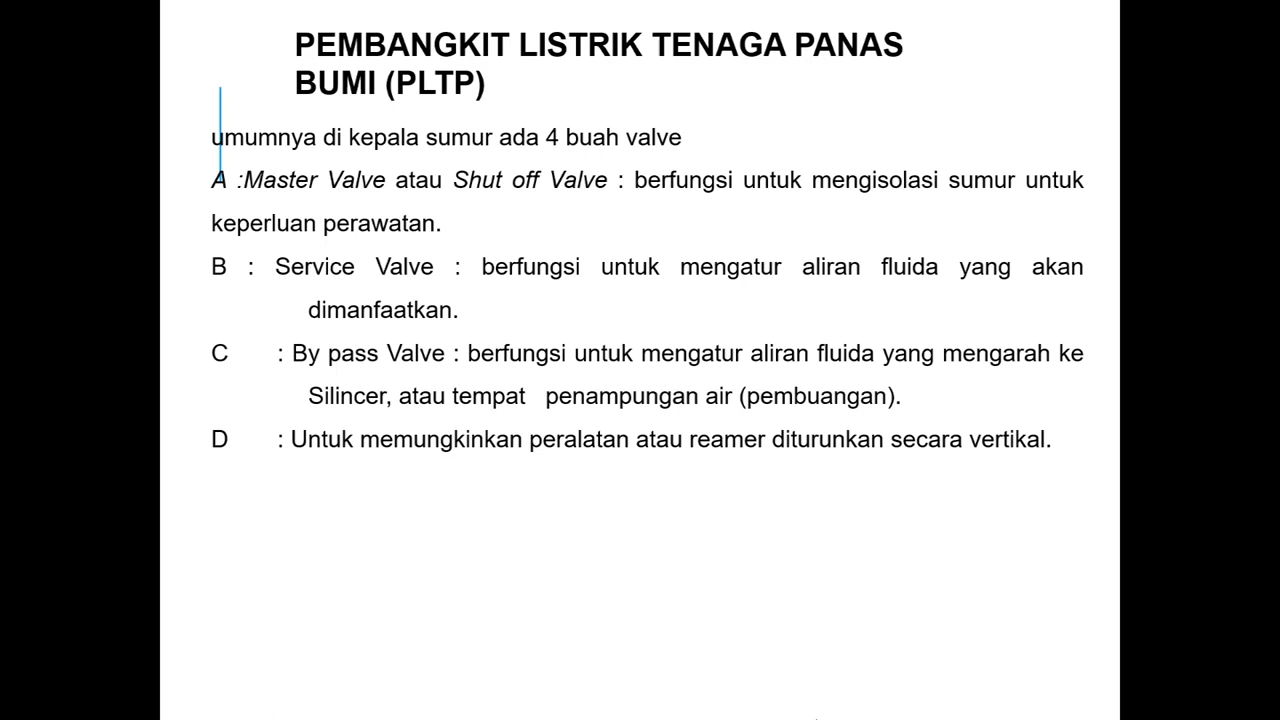 PEMBANGKIT LISTRIK TENAGA PANAS
BUMI (PLTP)
umumnya di kepala sumur ada 4 buah valve
A :Master Valve atau Shut off Valve : berfungsi untuk mengisolasi sumur untuk
keperluan perawatan.
B : Service Valve : berfungsi untuk mengatur aliran fluida yang akan
dimanfaatkan.
C : By pass Valve : berfungsi untuk mengatur aliran fluida yang mengarah ke
Silincer, atau tempat penampungan air (pembuangan).
D : Untuk memungkinkan peralatan atau reamer diturunkan secara vertikal.